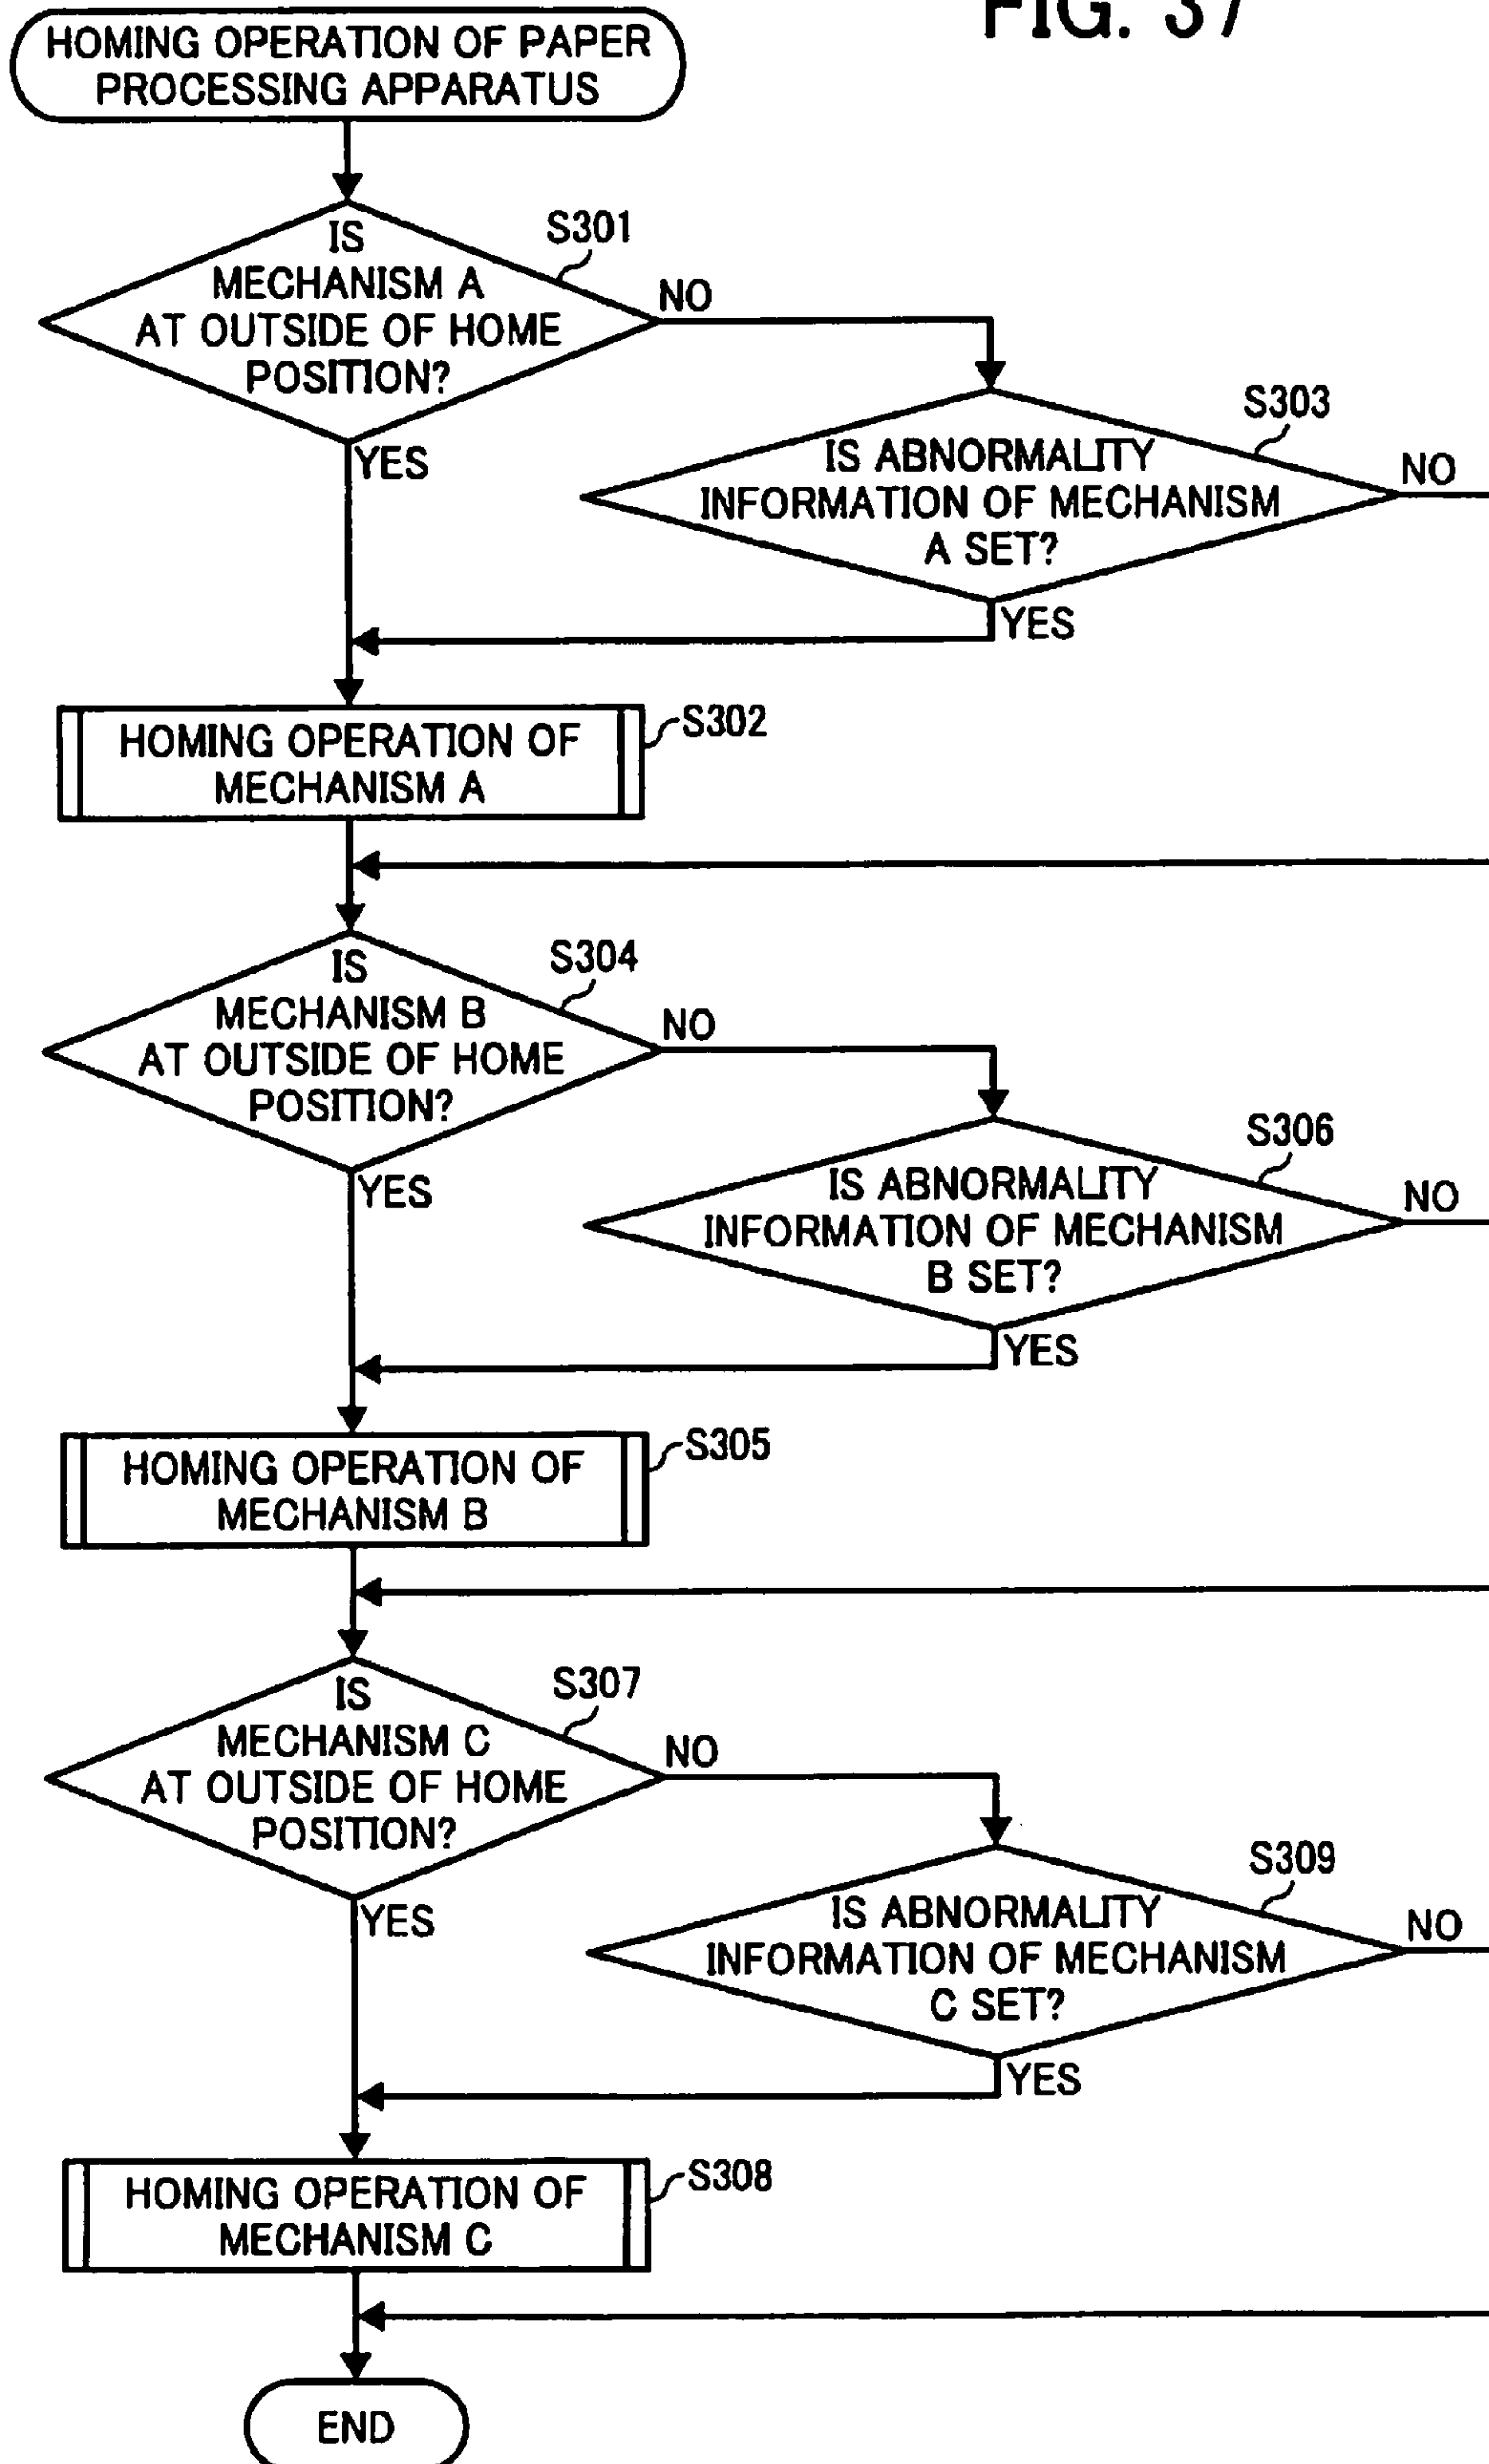 FIG. 37
HOMING OPERATION OF PAPER
PROCESSING APPARATUS
S301
IS
MECHANISM A
AT OUTSIDE OF HOME
POSITION?
NO
YES
S303
IS ABNORMALITY
INFORMATION OF MECHANISM
A SET?
NO
YES
HOMING OPERATION OF
MECHANISM A
S302
S304
IS
MECHANISM B
AT OUTSIDE OF HOME
POSITION?
NO
YES
S306
IS ABNORMALITY
INFORMATION OF MECHANISM
B SET?
NO
YES
HOMING OPERATION OF
MECHANISM B
S305
S307
IS
MECHANISM C
AT OUTSIDE OF HOME
POSITION?
NO
YES
S309
IS ABNORMALITY
INFORMATION OF MECHANISM
C SET?
NO
YES
HOMING OPERATION OF
MECHANISM C
S308
END